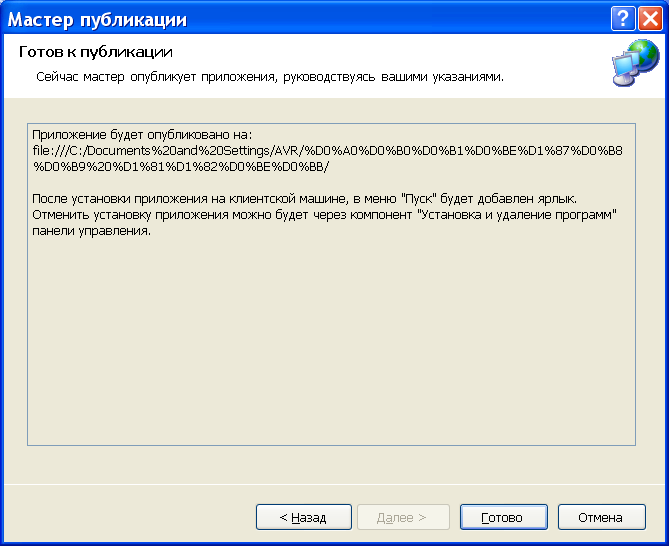 Мастер публикации
Готов к публикации
Сейчас мастер опубликует приложения, руководствуясь вашими указаниями.
Приложение будет опубликовано на:
file:///C:/Documents%20and%20Settings/AVR/%D0%A0%D0%B0%D0%B1%D0%BE%D1%87%D0%B8
%D0%B9%20%D1%81%D1%82%D0%BE%D0%BB/
После установки приложения на клиентской машине, в меню "Пуск" будет добавлен ярлык.
Отменить установку приложения можно будет через компонент "Установка и удаление программ"
панели управления.
< Назад
Далее >
Готово
Отмена